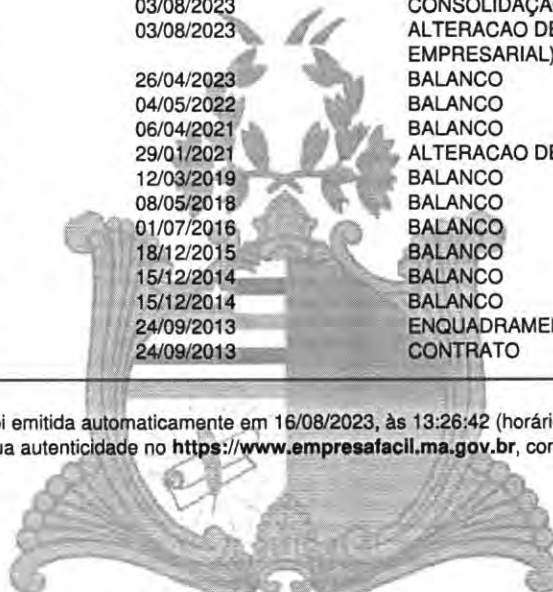 03/08/2023 CONSOLIDAÇÃ
03/08/2023 ALTERACAO DE
EMPRESARIAL)
26/04/2023 BALANCO
04/05/2022 BALANCO
06/04/2021 BALANCO
29/01/2021 ALTERACAO DE
12/03/2019 BALANCO
08/05/2018 BALANCO
01/07/2016 BALANCO
18/12/2015 BALANCO
15/12/2014 BALANCO
15/12/2014 BALANCO
24/09/2013 ENQUADRAME
24/09/2013 CONTRATO
oi emitida automaticamente em 16/08/2023, às 13:26:42 (horári
ua autenticidade no https://www.empresafacil.ma.gov.br, cor